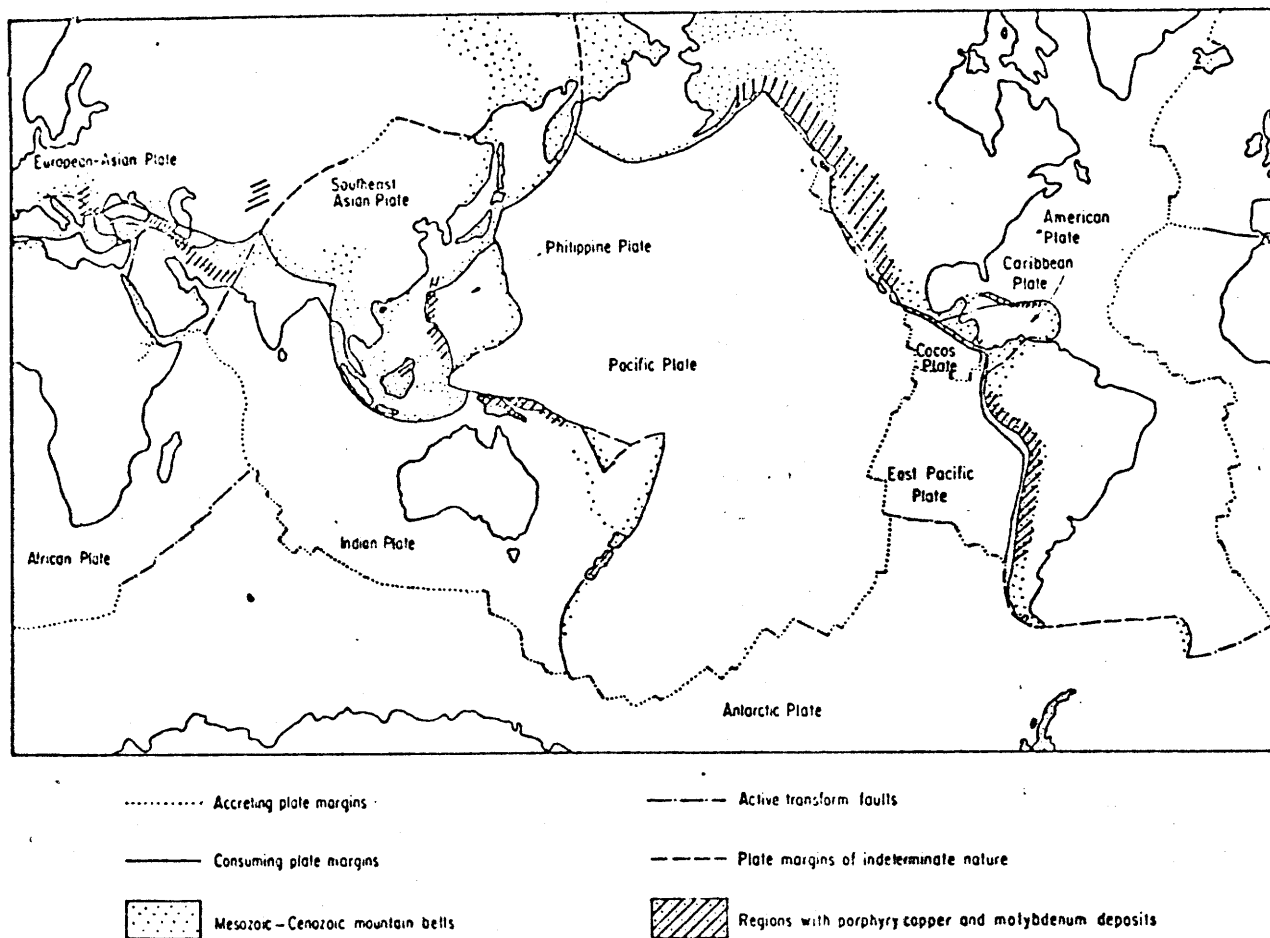 European-Asian Plate
Southeast
Asian Plate
Philippine Plate
American
Plate
Caribbean
Plate
Pacific Plate
Cocos
Plate
East Pacific
Plate
African Plate
Indian Plate
Antarctic Plate
Accreting plate margins
Active transform faults
Consuming plate margins
Plate margins of indeterminate nature
Mesozoic-Cenozoic mountain belts
Regions with porphyry copper and molybdenum deposits